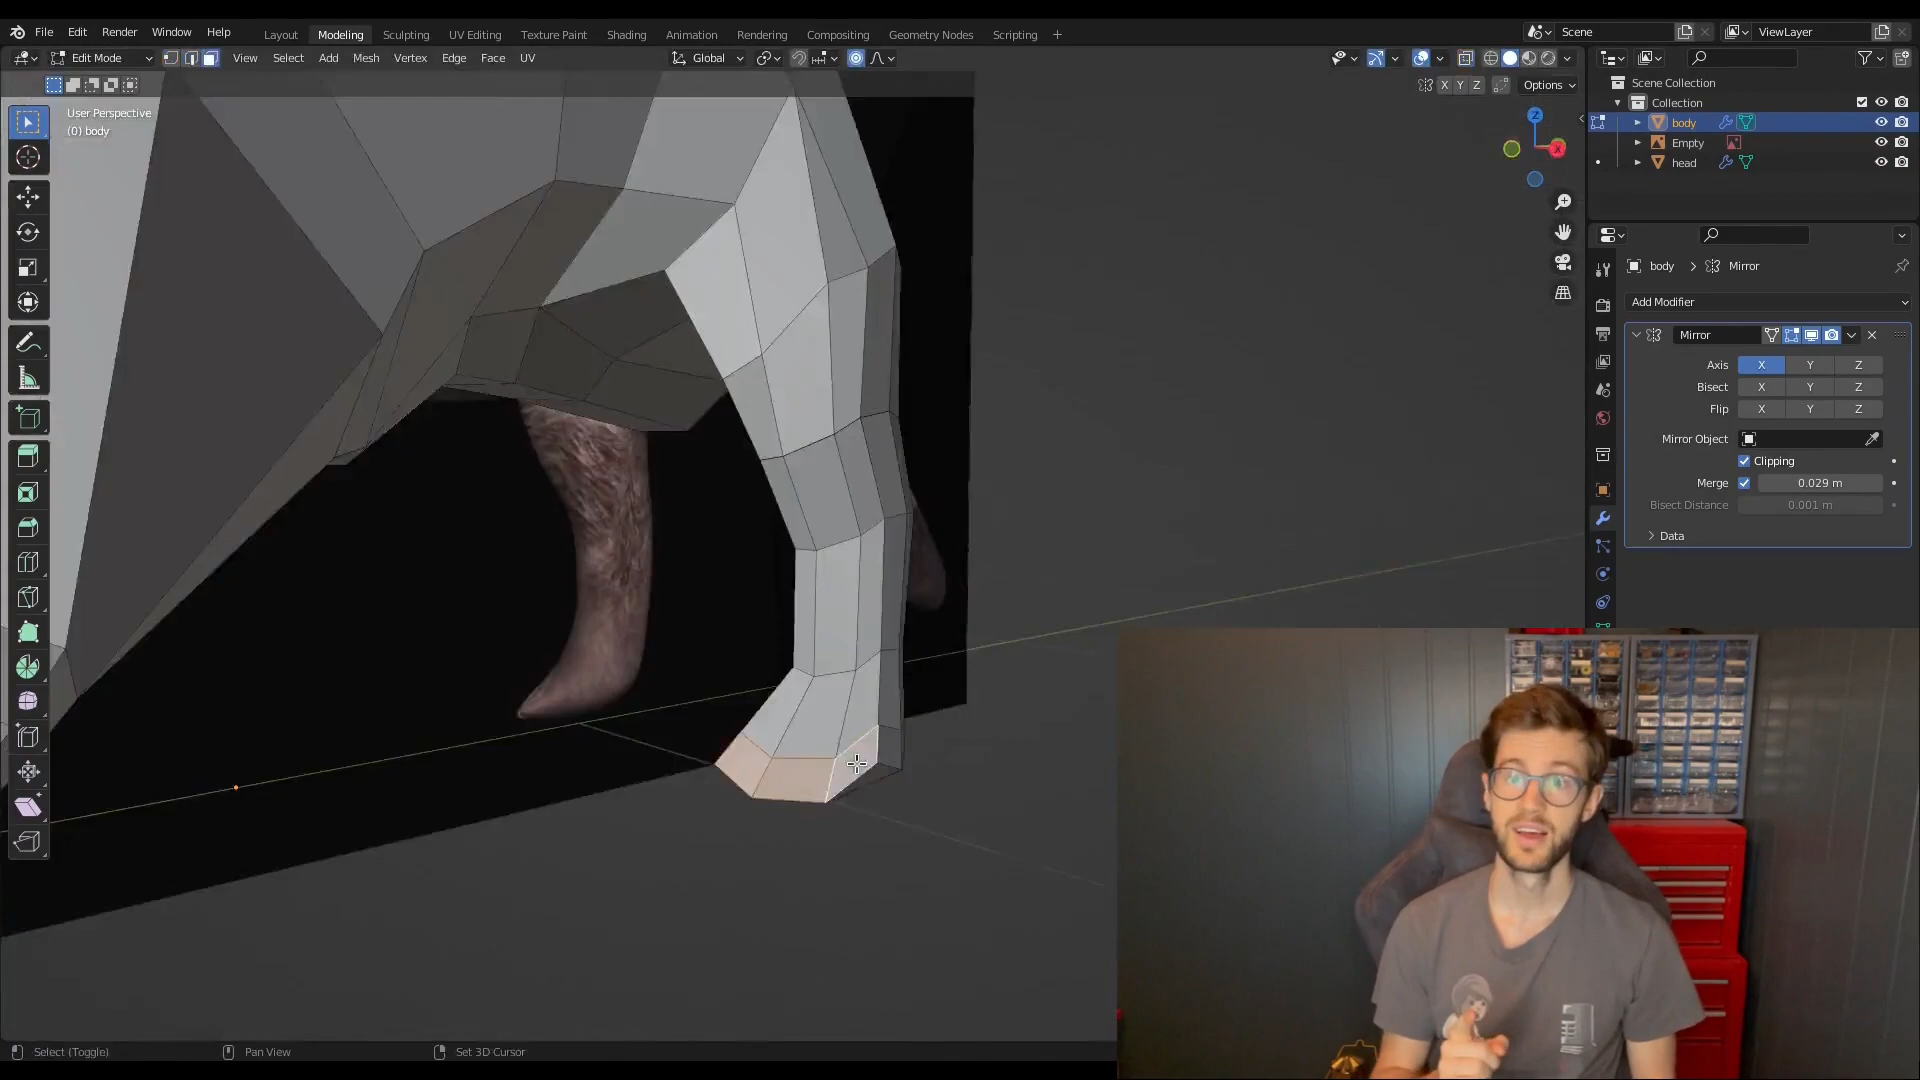 File Edit Render Window Help Layout Modeling Sculpting UV Editing Texture Paint Shading Animation Rendering Compositing Geometry Nodes Scripting + Scene ViewLayer
Edit Mode View Select Add Mesh Vertex Edge Face UV Global
X Y Z Options
User Perspective
(0) body
Z
X
Scene Collection
Collection
body
Empty
head
body > Mirror
Add Modifier
Mirror
Axis X Y Z
Bisect X Y Z
Flip X Y Z
Mirror Object
Clipping
Merge 0.029 m
Bisect Distance 0.001 m
Data
Select (Toggle) Pan View Set 3D Cursor